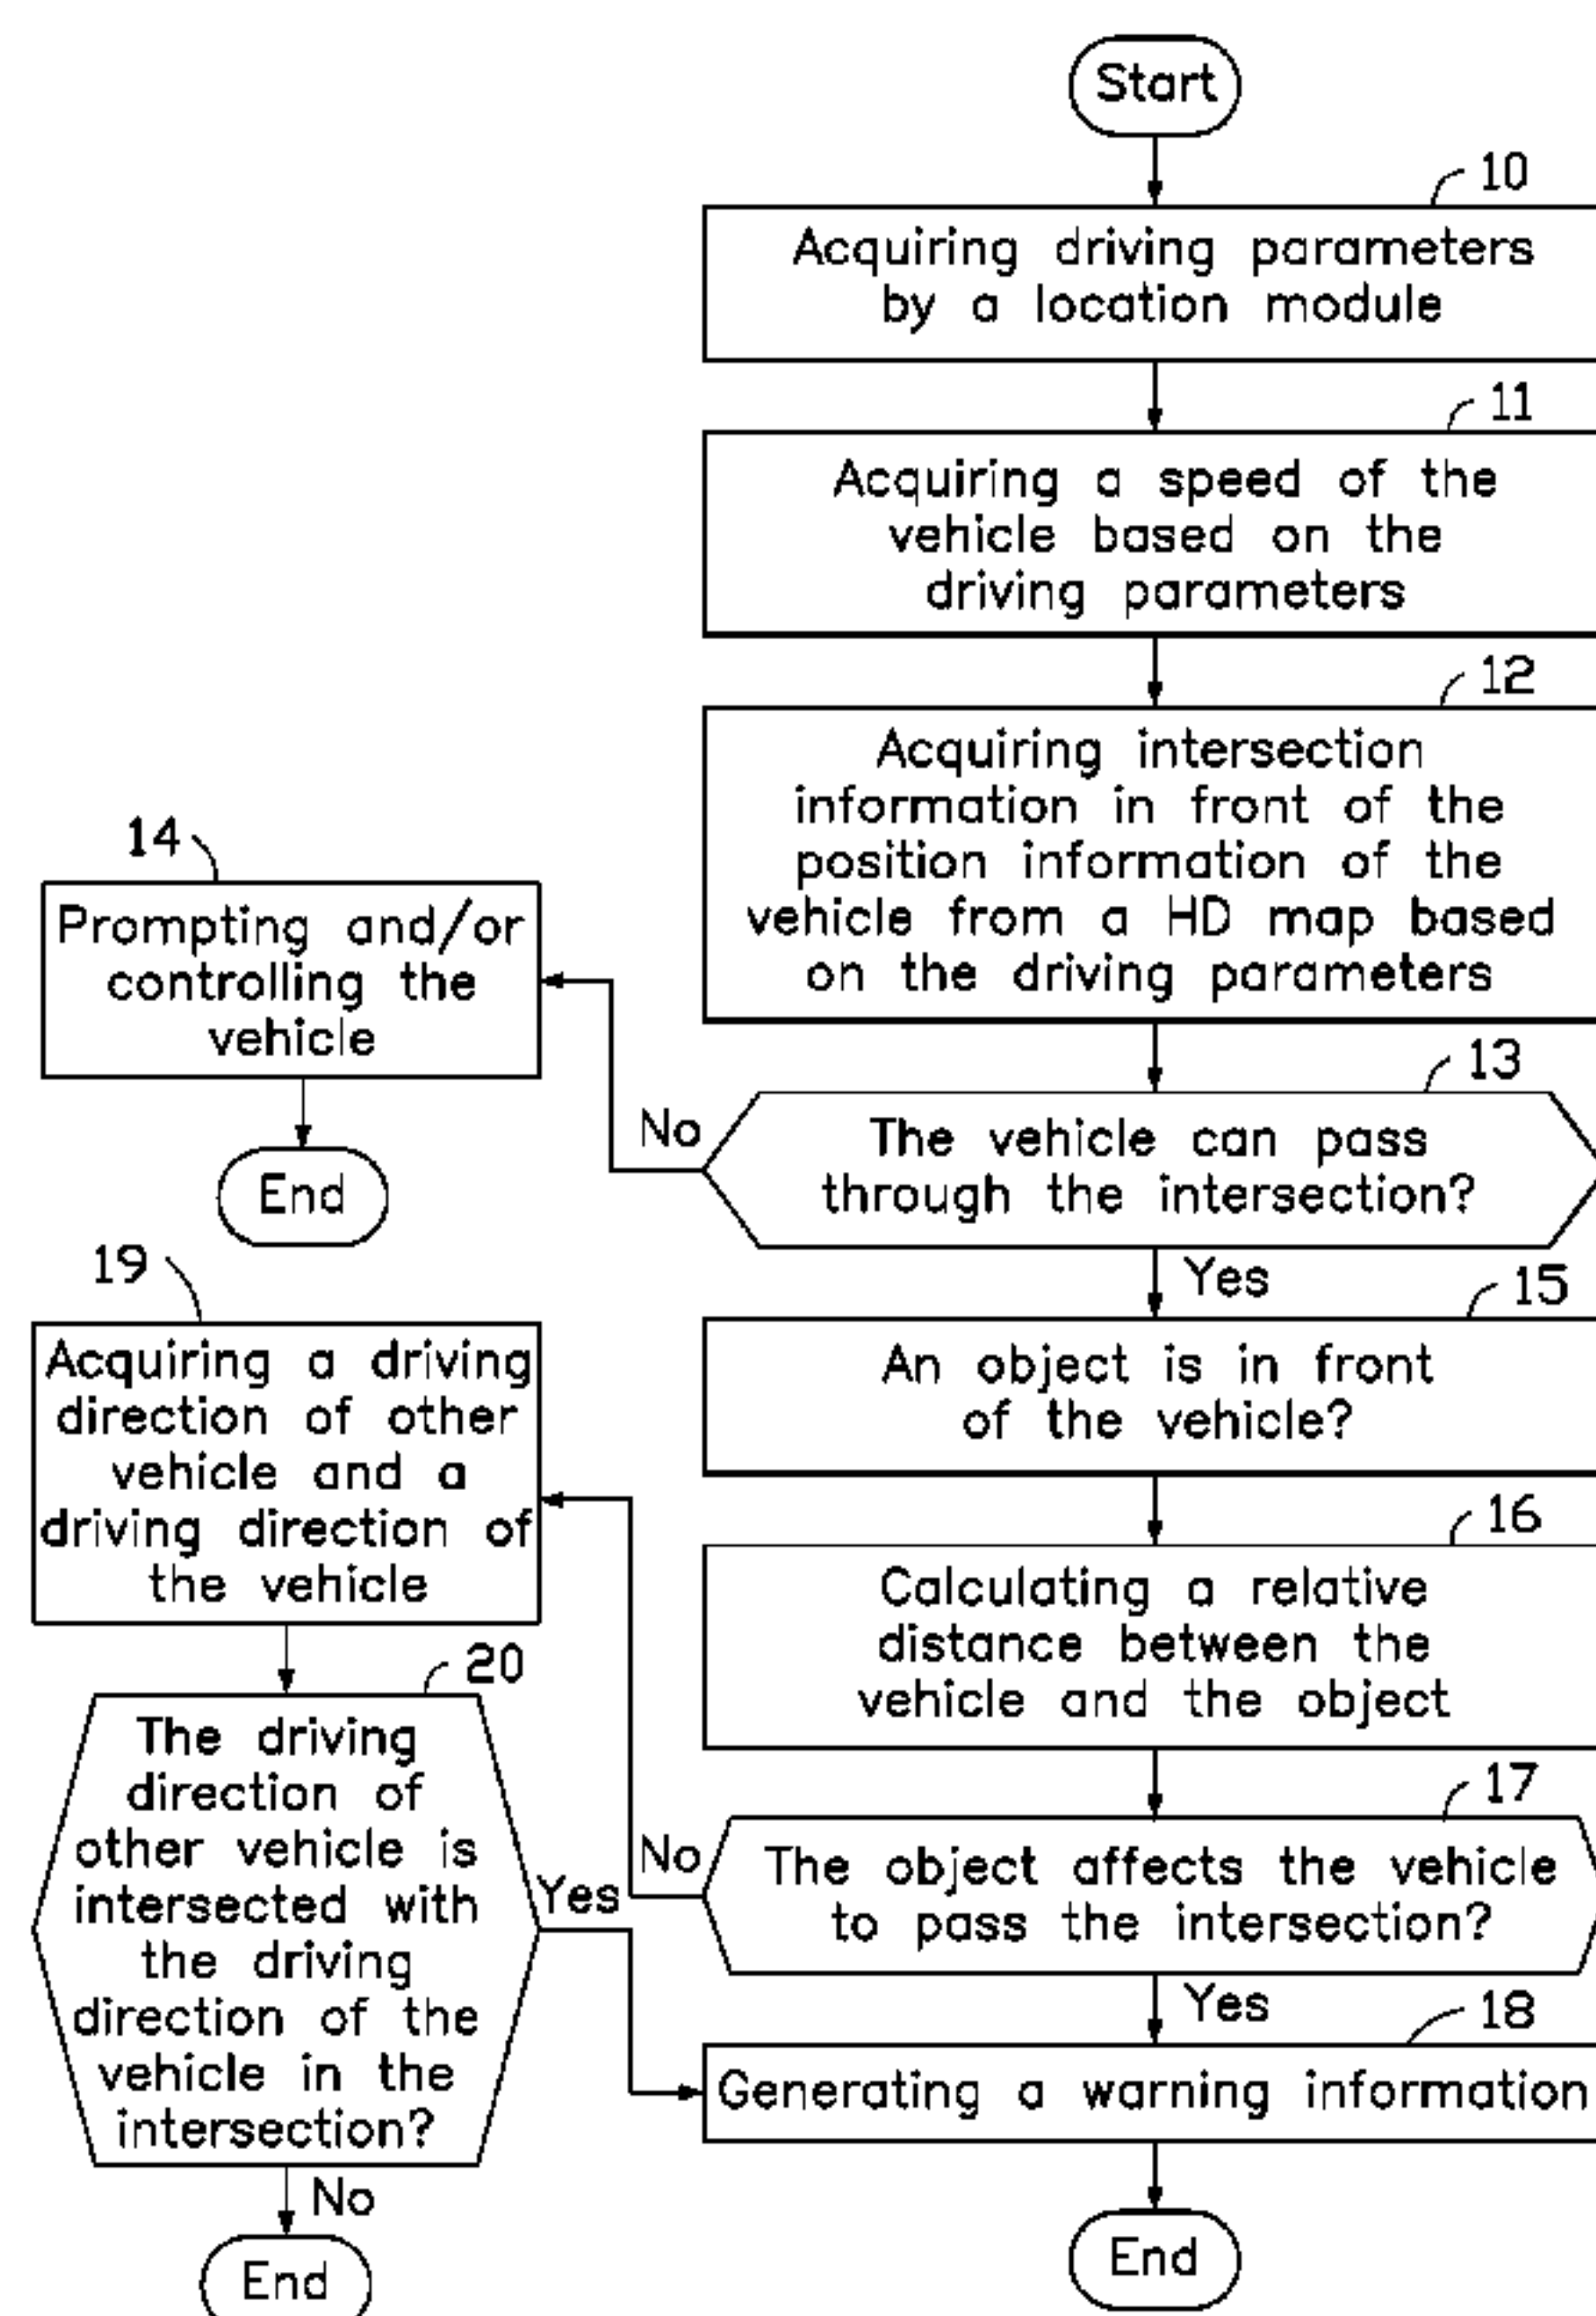 Start
10
Acquiring driving parameters
by a location module
11
Acquiring a speed of the
vehicle based on the
driving parameters
12
Acquiring intersection
information in front of the
position information of the
vehicle from a HD map based
on the driving parameters
13
The vehicle can pass
through the intersection?
No
14
Prompting and/or
controlling the
vehicle
End
Yes
15
An object is in front
of the vehicle?
16
Calculating a relative
distance between the
vehicle and the object
17
The object affects the vehicle
to pass the intersection?
No
19
Acquiring a driving
direction of other
vehicle and a
driving direction of
the vehicle
20
The driving
direction of
other vehicle is
intersected with
the driving
direction of the
vehicle in the
intersection?
Yes
No
End
Yes
18
Generating a warning information
End